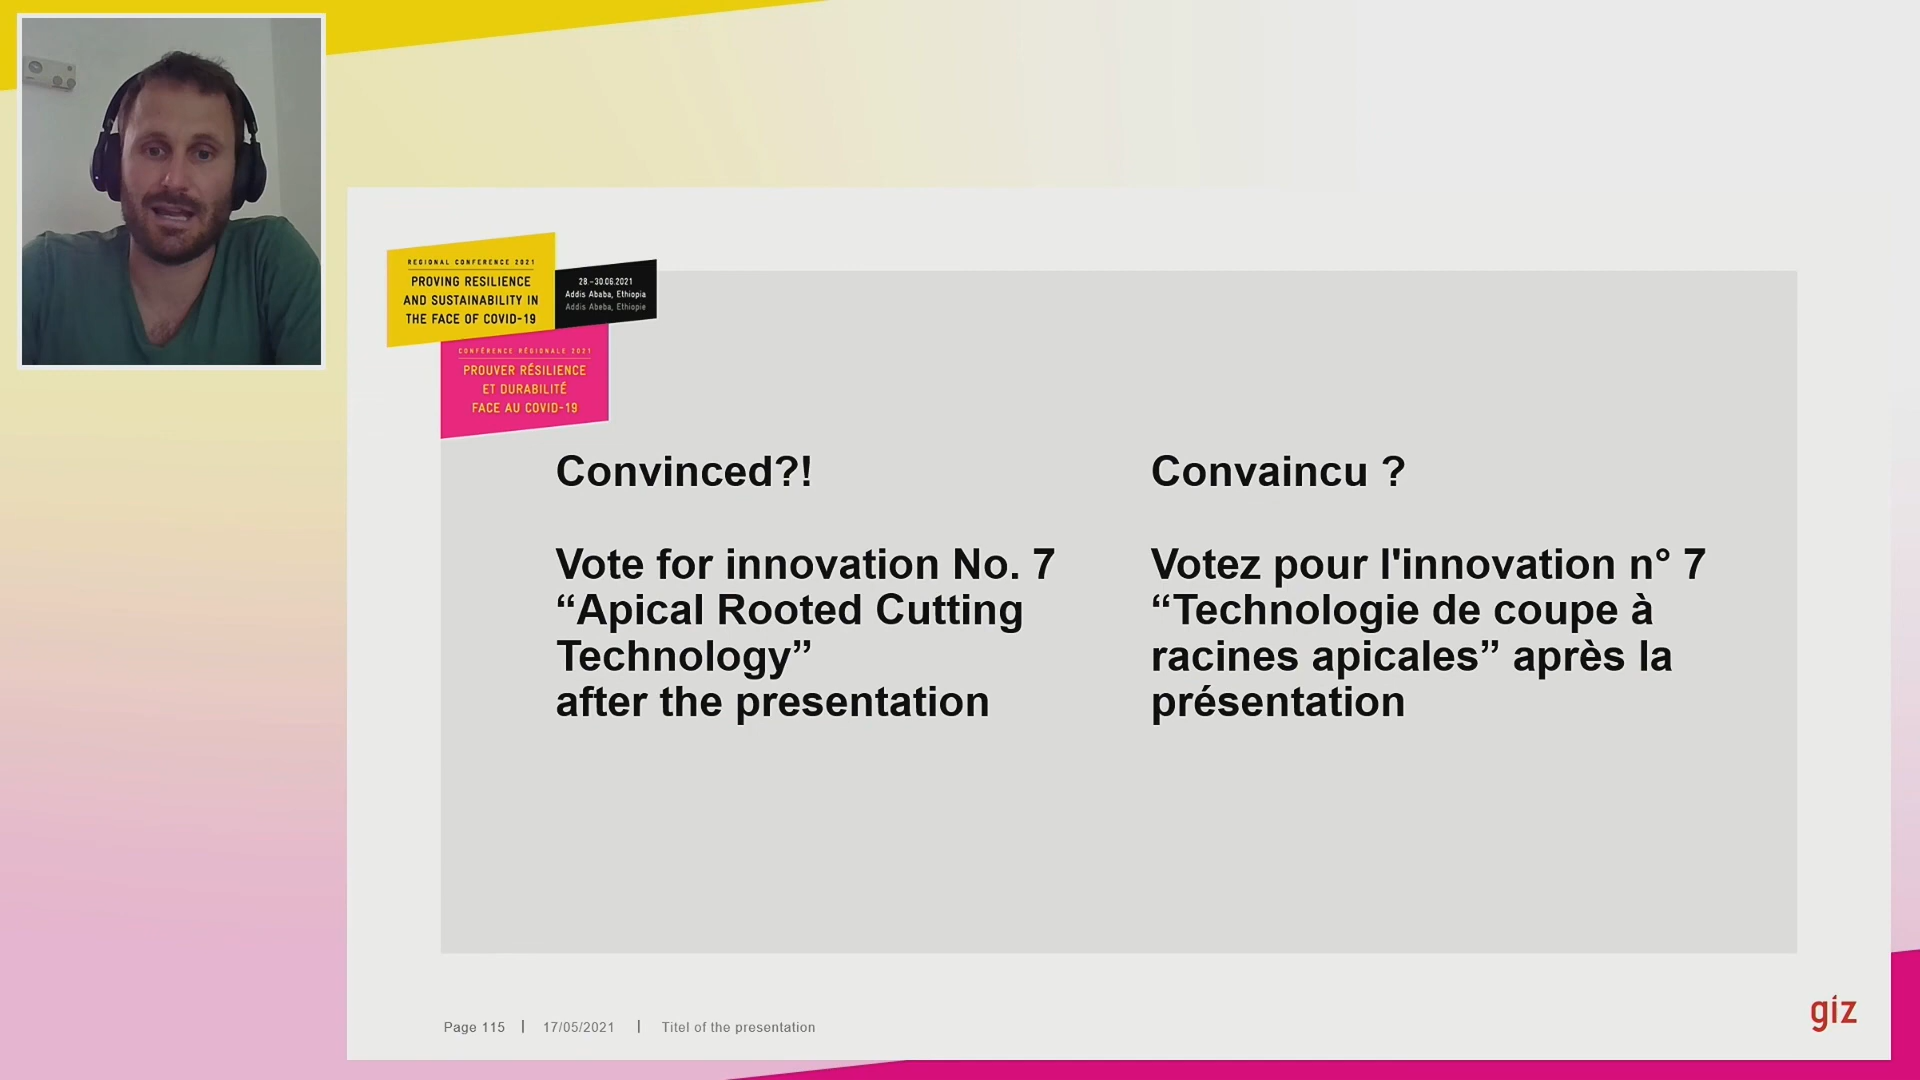 REGIONAL CONFERENCE 2021
PROVING RESILIENCE
AND SUSTAINABILITY IN
THE FACE OF COVID-19
28.-30.06.2021
Addis Ababa, Ethiopia
Addis Abeba, Ethiopie
CONFÉRENCE RÉGIONALE 2021
PROUVER RÉSILIENCE
ET DURABILITÉ
FACE AU COVID-19
Convinced?!
Vote for innovation No. 7
“Apical Rooted Cutting
Technology”
after the presentation
Convaincu ?
Votez pour l'innovation n° 7
“Technologie de coupe à
racines apicales” après la
présentation
Page 115 | 17/05/2021 | Titel of the presentation
giz